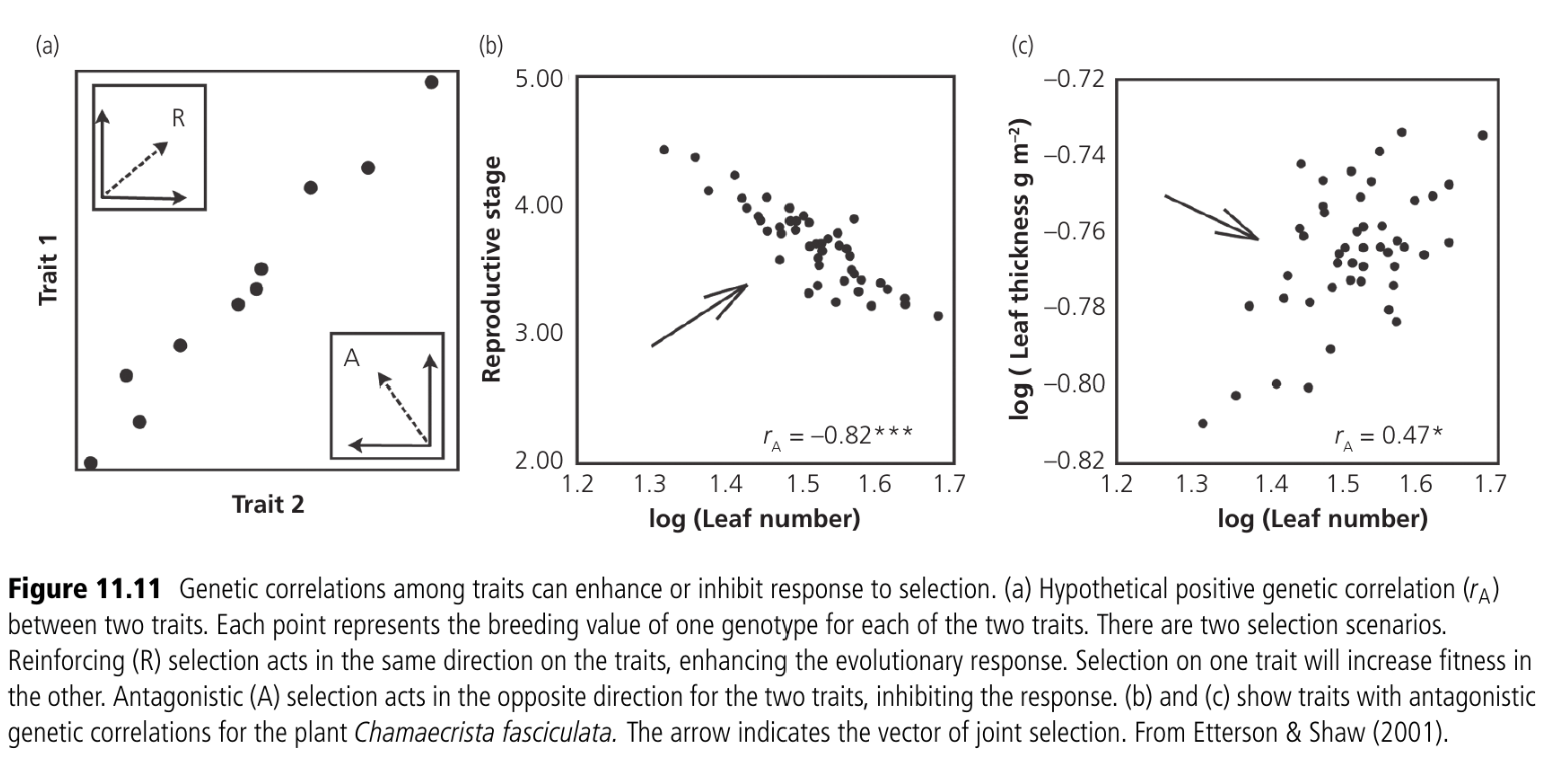 (a)
R
A
Trait 1
Trait 2
(b)
5.00
4.00
3.00
2.00
Reproductive stage
r_A = –0.82***
1.2 1.3 1.4 1.5 1.6 1.7
log (Leaf number)
(c)
–0.72
–0.74
–0.76
–0.78
–0.80
–0.82
log ( Leaf thickness g m⁻²)
r_A = 0.47*
1.2 1.3 1.4 1.5 1.6 1.7
log (Leaf number)
Figure 11.11 Genetic correlations among traits can enhance or inhibit response to selection. (a) Hypothetical positive genetic correlation (r_A)
between two traits. Each point represents the breeding value of one genotype for each of the two traits. There are two selection scenarios.
Reinforcing (R) selection acts in the same direction on the traits, enhancing the evolutionary response. Selection on one trait will increase fitness in
the other. Antagonistic (A) selection acts in the opposite direction for the two traits, inhibiting the response. (b) and (c) show traits with antagonistic
genetic correlations for the plant Chamaecrista fasciculata. The arrow indicates the vector of joint selection. From Etterson & Shaw (2001).